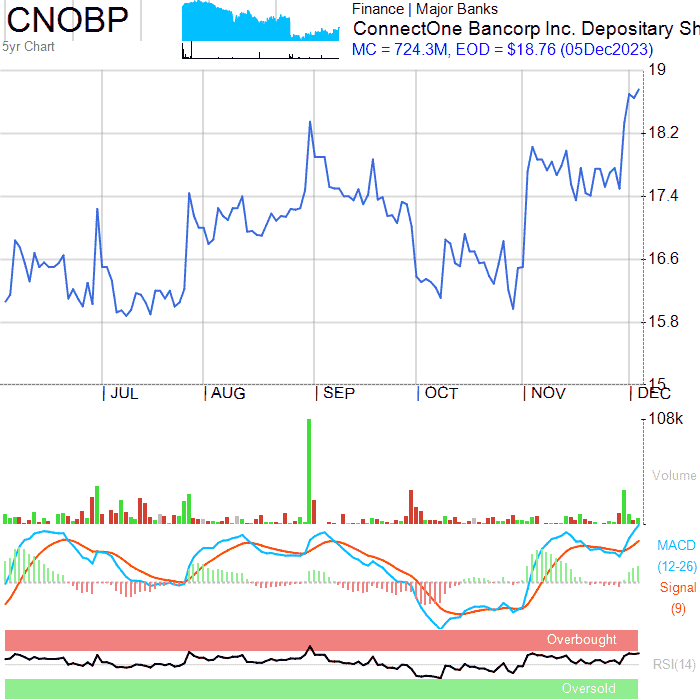 CNOBP
5yr Chart
Finance | Major Banks
ConnectOne Bancorp Inc. Depositary Sh
MC = 724.3M, EOD = $18.76 (05Dec2023)
19
18.2
17.4
16.6
15.8
15
JUL AUG SEP OCT NOV DEC
108k
Volume
MACD
(12-26)
Signal
(9)
Overbought
RSI(14)
Oversold